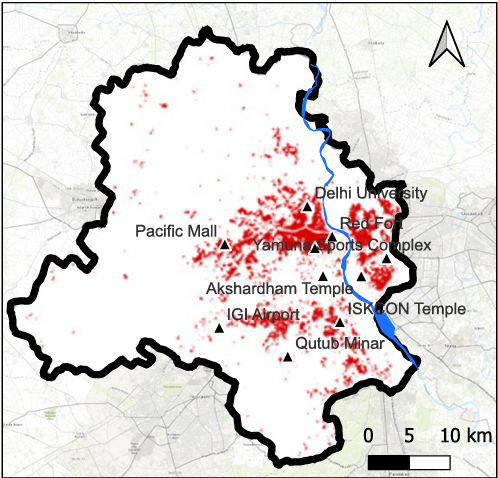 Delhi University
Red Fort
Pacific Mall
Yamuna Sports Complex
Akshardham Temple
IGI Airport
ISKCON Temple
Qutub Minar
0 5 10 km